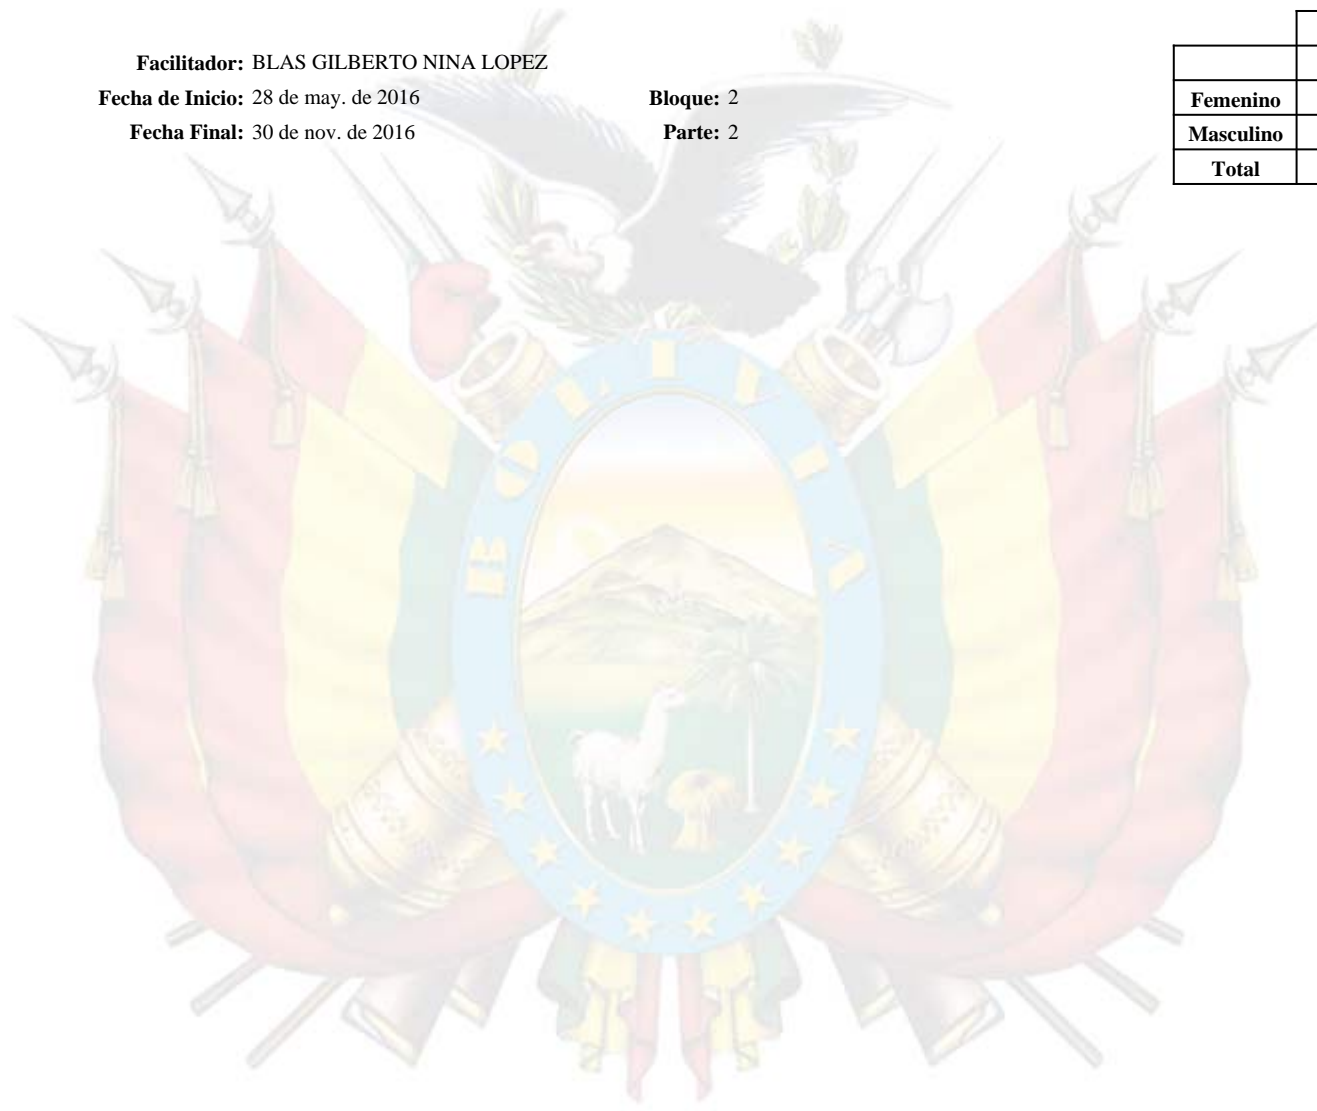 Facilitador: BLAS GILBERTO NINA LOPEZ
Fecha de Inicio: 28 de may. de 2016 Bloque: 2
Fecha Final: 30 de nov. de 2016 Parte: 2
Femenino
Masculino
Total
BOLIVIA